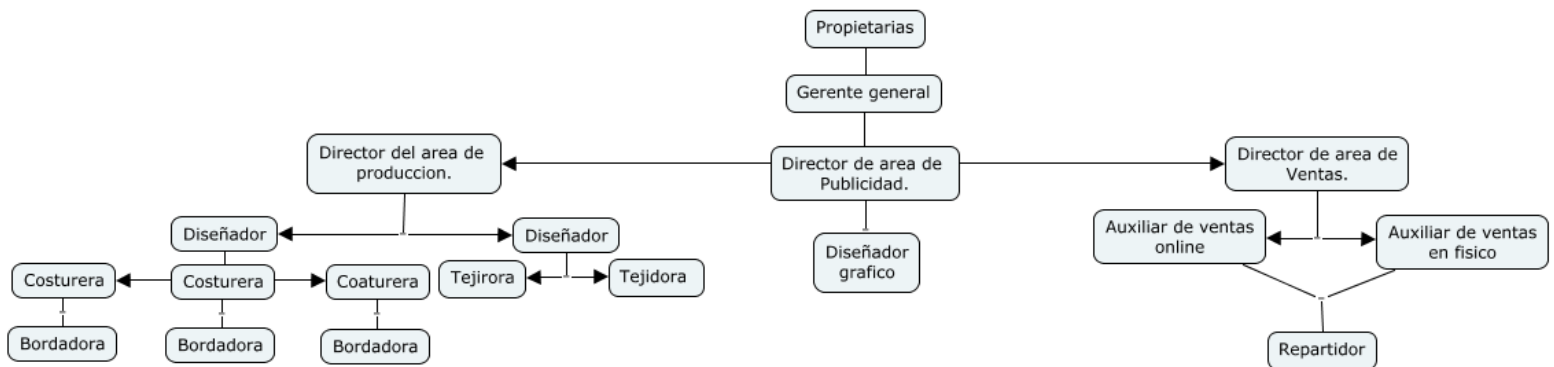 Propietarias
Gerente general
Director del area de
produccion.
Director de area de
Publicidad.
Director de area de
Ventas.
Diseñador
Diseñador
Diseñador
grafico
Auxiliar de ventas
online
Auxiliar de ventas
en fisico
Costurera
Costurera
Coaturera
Tejirora
Tejidora
Bordadora
Bordadora
Bordadora
Repartidor